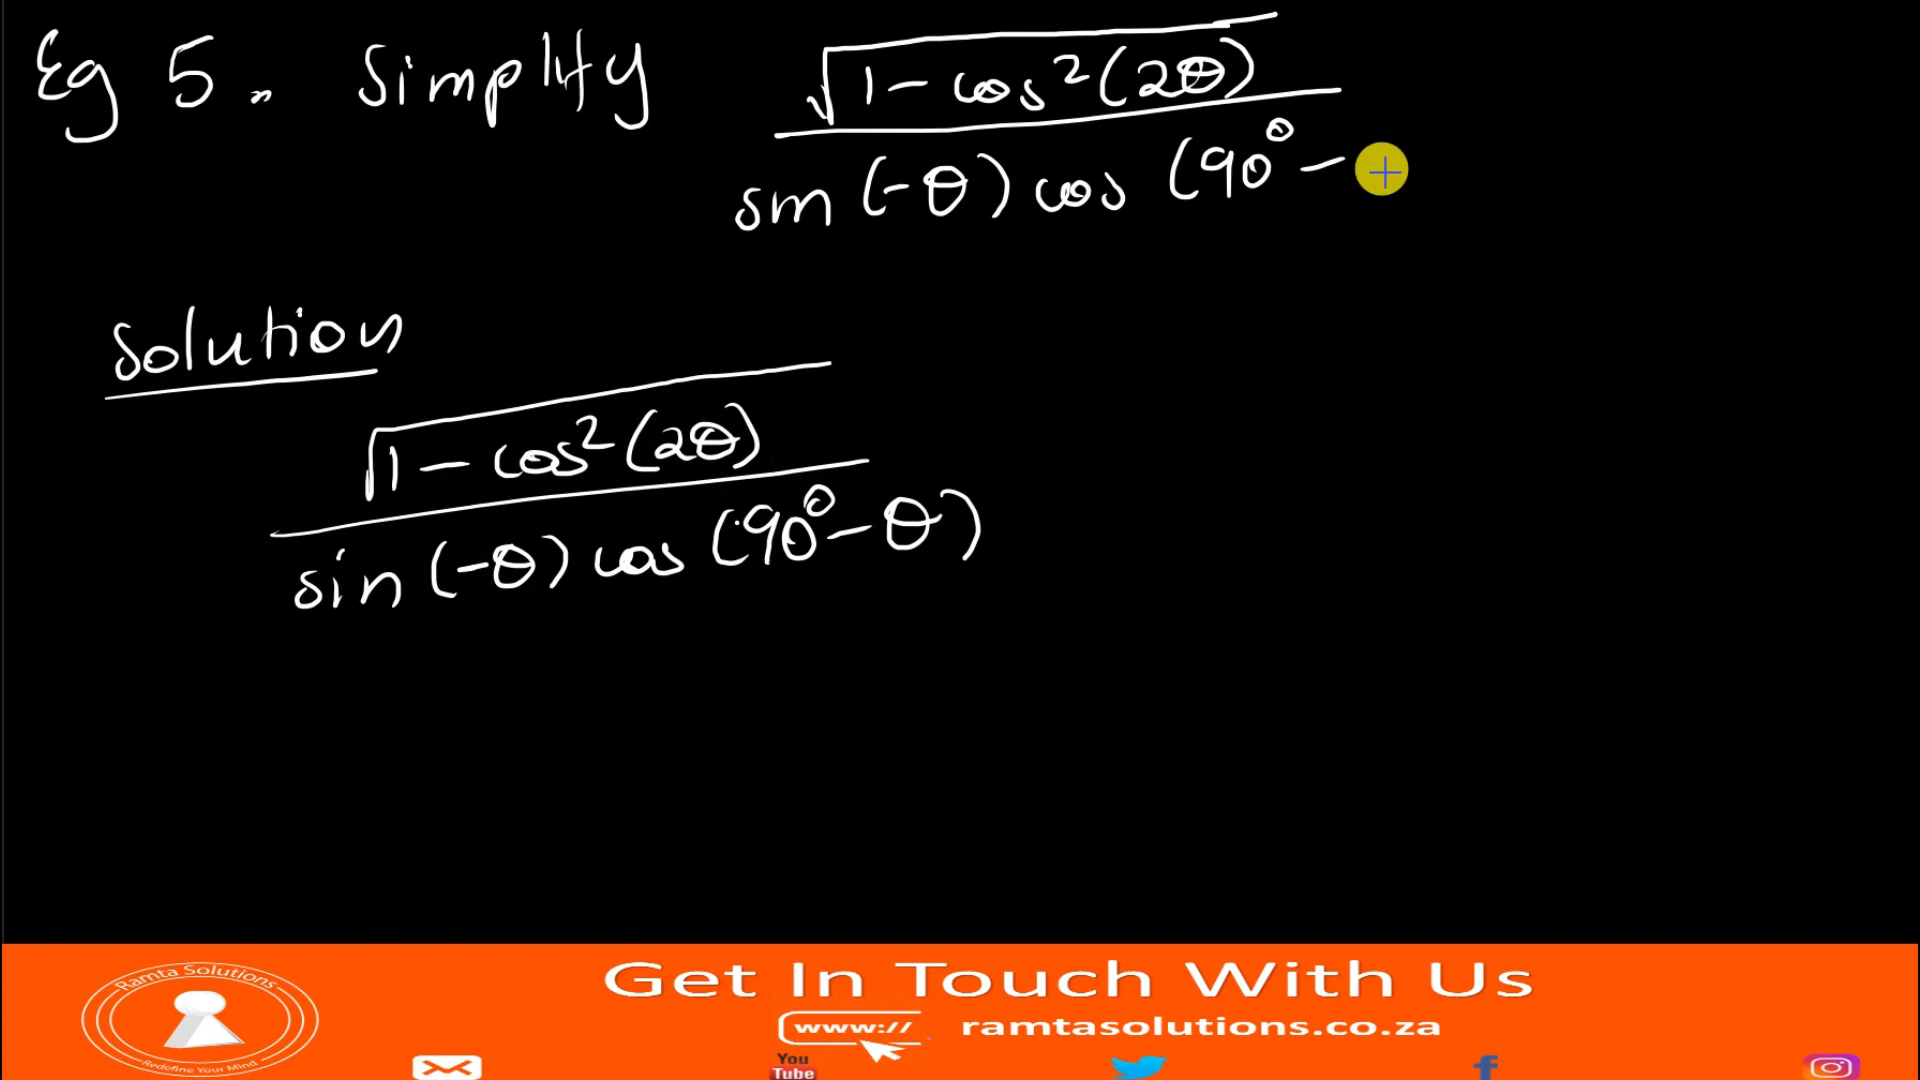 Eg 5. Simplify √(1 - cos²(2θ))
sin (-θ) cos (90° -
Solution
√(1 - cos²(2θ))
sin (-θ) cos (90° - θ)
Ramta Solutions
Redefine Your Mind
Get In Touch With Us
www://
ramtasolutions.co.za
You
Tube